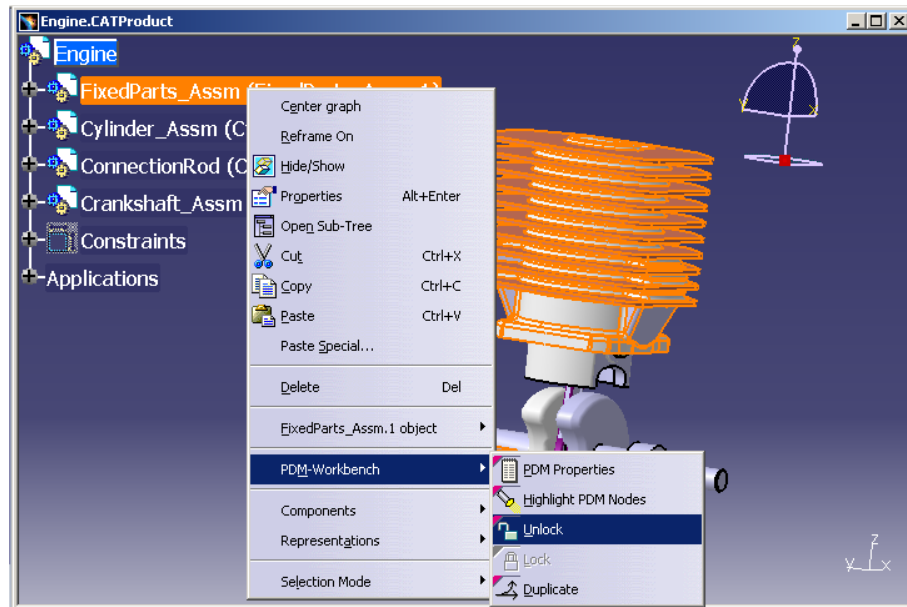 Engine.CATProduct
Engine
FixedParts_Assm (FixedParts_Assm.1)
Cylinder_Assm (C
ConnectionRod (C
Crankshaft_Assm
Constraints
Applications
Center graph
Reframe On
Hide/Show
Properties Alt+Enter
Open Sub-Tree
Cut Ctrl+X
Copy Ctrl+C
Paste Ctrl+V
Paste Special...
Delete Del
FixedParts_Assm.1 object
PDM-Workbench
Components
Representations
Selection Mode
PDM Properties
Highlight PDM Nodes
Unlock
Lock
Duplicate
z
y x
z
y x